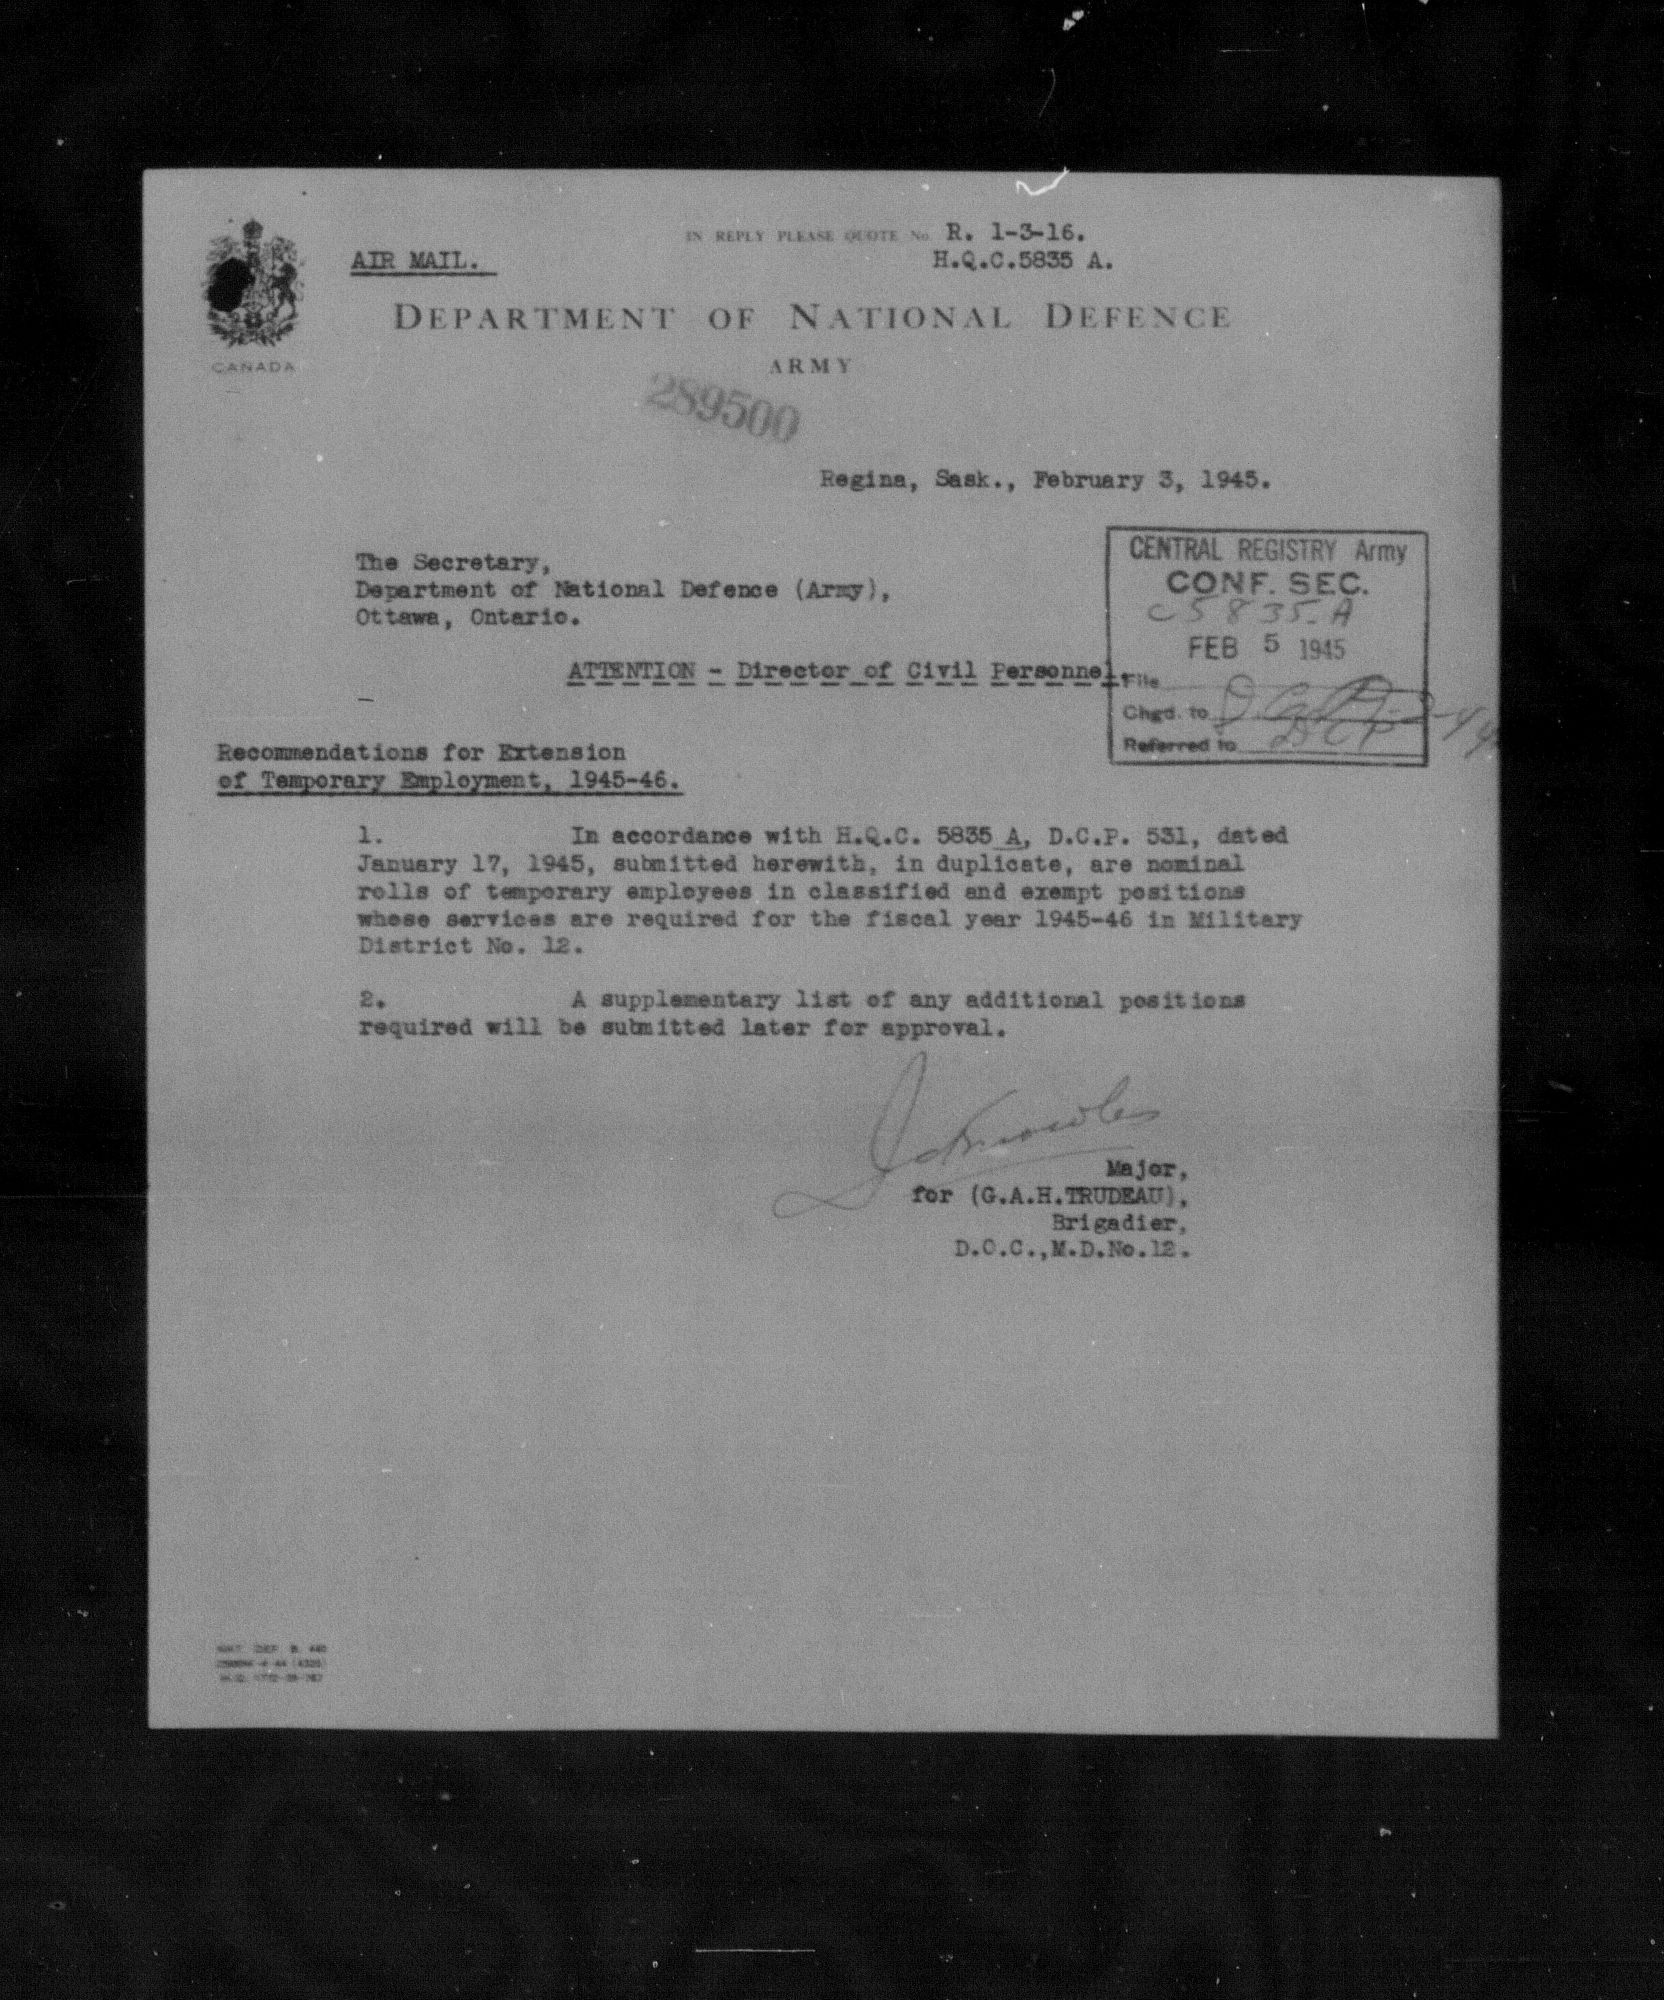 IN REPLY PLEASE QUOTE No. R. 1-3-16.
AIR MAIL. H.Q.C.5835 A.
DEPARTMENT OF NATIONAL DEFENCE
CANADA
ARMY
289500
Regina, Sask., February 3, 1945.
The Secretary,
Department of National Defence (Army),
Ottawa, Ontario.
CENTRAL REGISTRY Army
CONF. SEC.
C5835-A
FEB 5 1945
File
Chgd. to
Referred to DCP
ATTENTION - Director of Civil Personnel.
Recommendations for Extension
of Temporary Employment, 1945-46.
1. In accordance with H.Q.C. 5835 A, D.C.P. 531, dated
January 17, 1945, submitted herewith, in duplicate, are nominal
rolls of temporary employees in classified and exempt positions
whose services are required for the fiscal year 1945-46 in Military
District No. 12.
2. A supplementary list of any additional positions
required will be submitted later for approval.
Knowles
Major,
for (G.A.H.TRUDEAU),
Brigadier,
D.O.C.,M.D.No.12.
NAT. DEF. B. 440